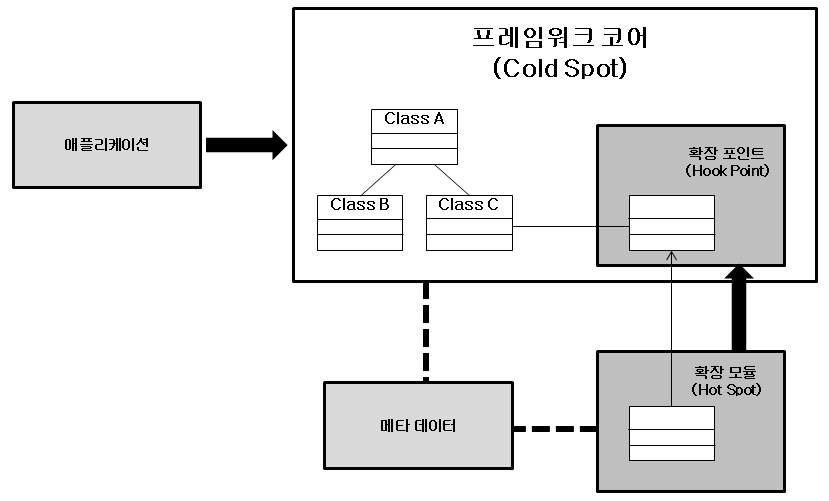 프레임워크 코어
(Cold Spot)
애플리케이션
Class A
Class B
Class C
확장 포인트
(Hook Point)
메타 데이터
확장 모듈
(Hot Spot)